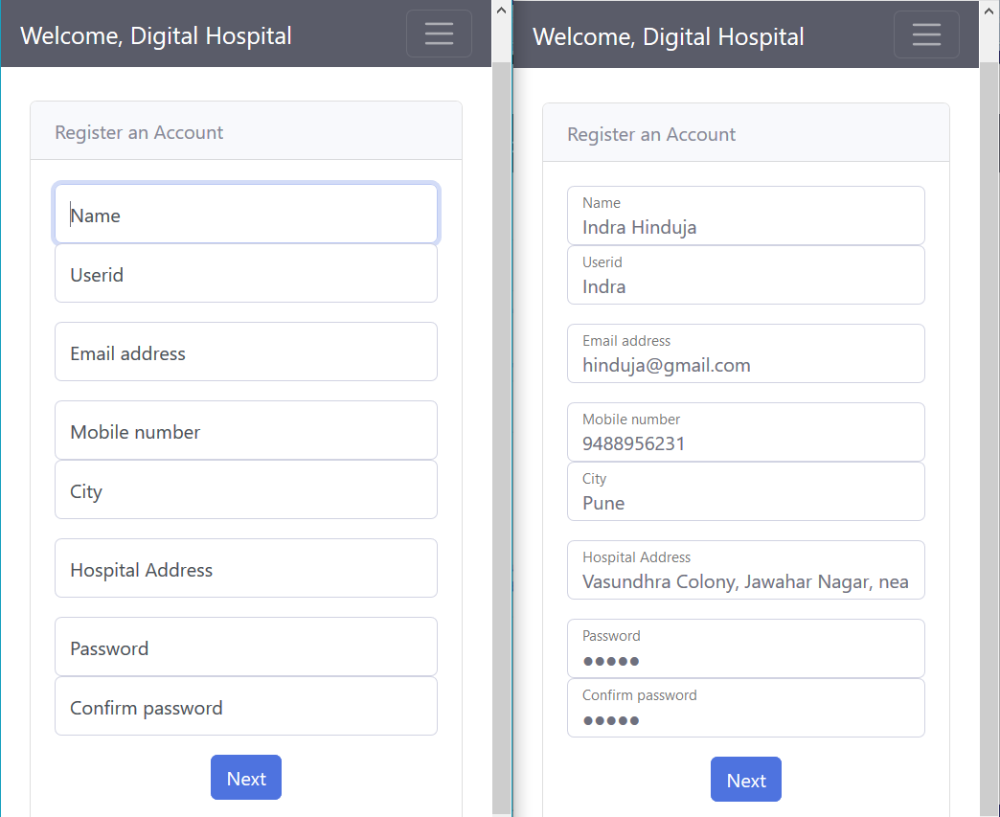 Welcome, Digital Hospital
Register an Account
Name
Userid
Email address
Mobile number
City
Hospital Address
Password
Confirm password
Next
Welcome, Digital Hospital
Register an Account
Name
Indra Hinduja
Userid
Indra
Email address
hinduja@gmail.com
Mobile number
9488956231
City
Pune
Hospital Address
Vasundhra Colony, Jawahar Nagar, nea
Password
●●●●●
Confirm password
●●●●●
Next